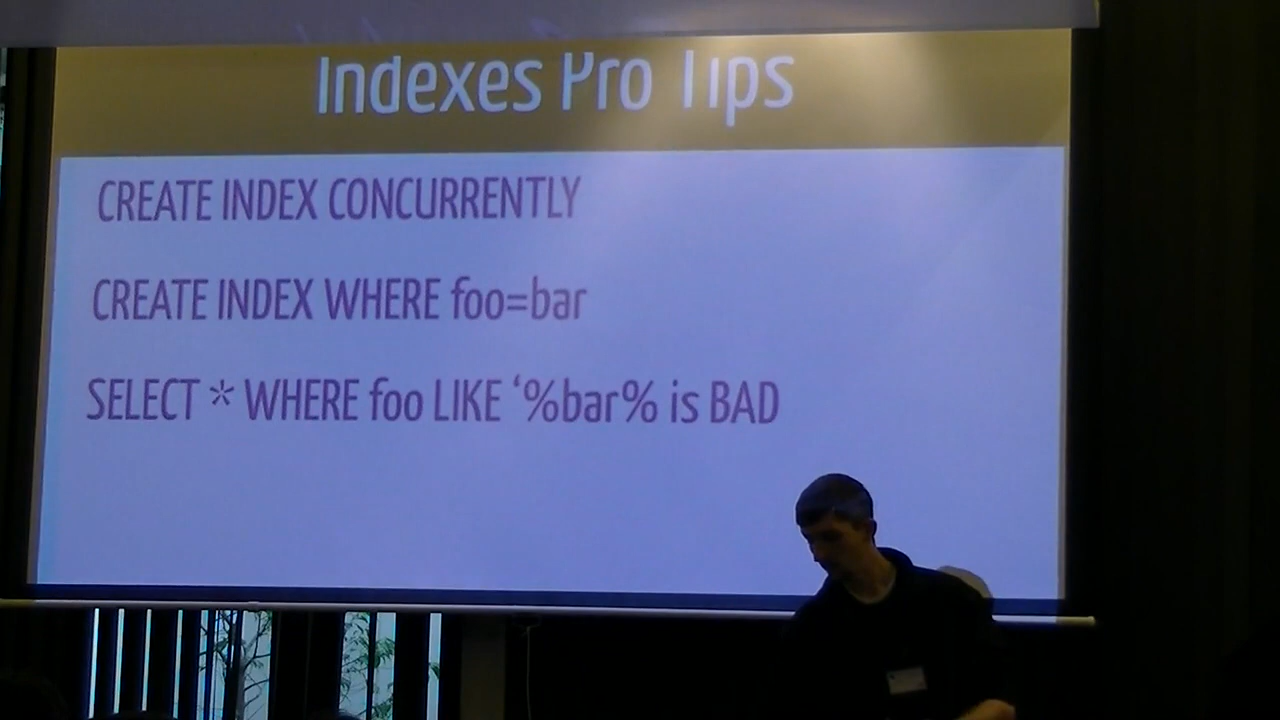 Indexes Pro Tips
CREATE INDEX CONCURRENTLY
CREATE INDEX WHERE foo=bar
SELECT * WHERE foo LIKE ‘%bar% is BAD